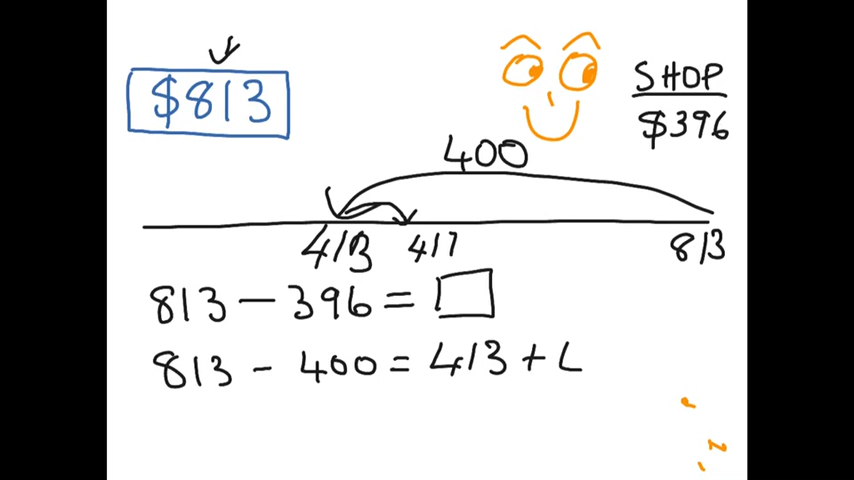 $813
SHOP
$396
400
413 417 813
813 - 396 = □
813 - 400 = 413 +